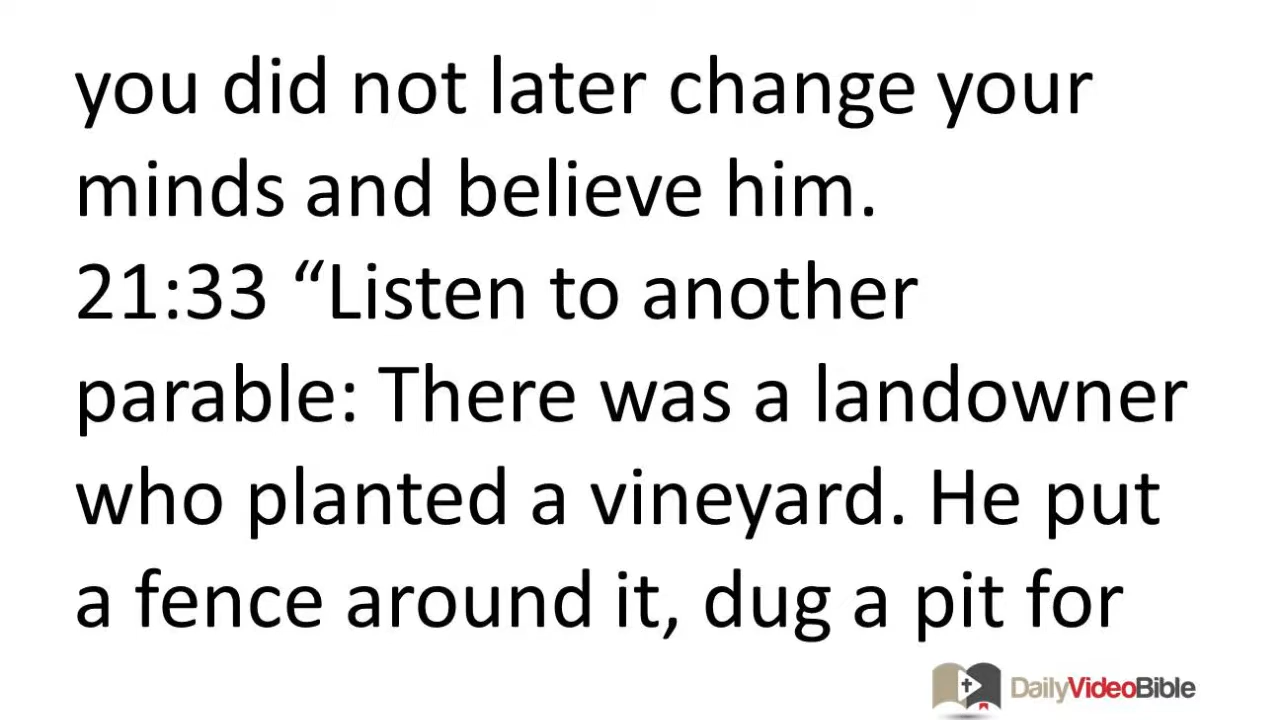 you did not later change your
minds and believe him.
21:33 “Listen to another
parable: There was a landowner
who planted a vineyard. He put
a fence around it, dug a pit for
DailyVideoBible